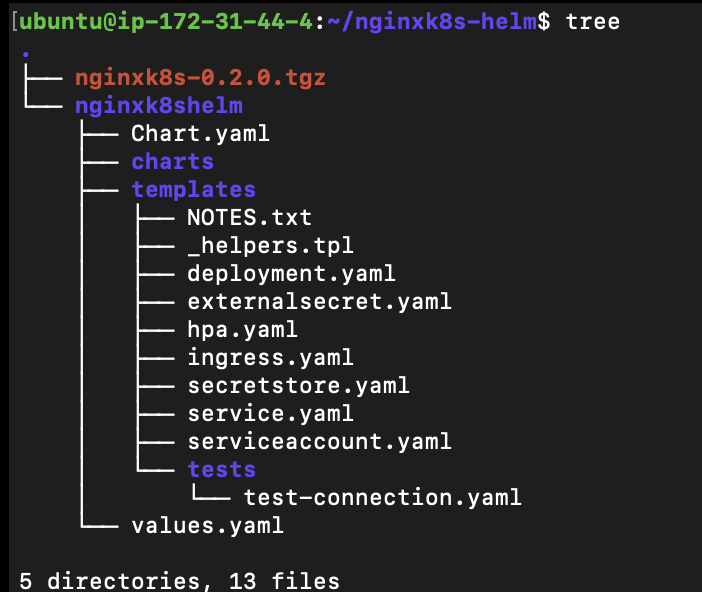 [ubuntu@ip-172-31-44-4:~/nginxk8s-helm$ tree
.
├── nginxk8s-0.2.0.tgz
└── nginxk8shelm
    ├── Chart.yaml
    ├── charts
    ├── templates
    │   ├── NOTES.txt
    │   ├── _helpers.tpl
    │   ├── deployment.yaml
    │   ├── externalsecret.yaml
    │   ├── hpa.yaml
    │   ├── ingress.yaml
    │   ├── secretstore.yaml
    │   ├── service.yaml
    │   ├── serviceaccount.yaml
    │   └── tests
    │       └── test-connection.yaml
    └── values.yaml
5 directories, 13 files